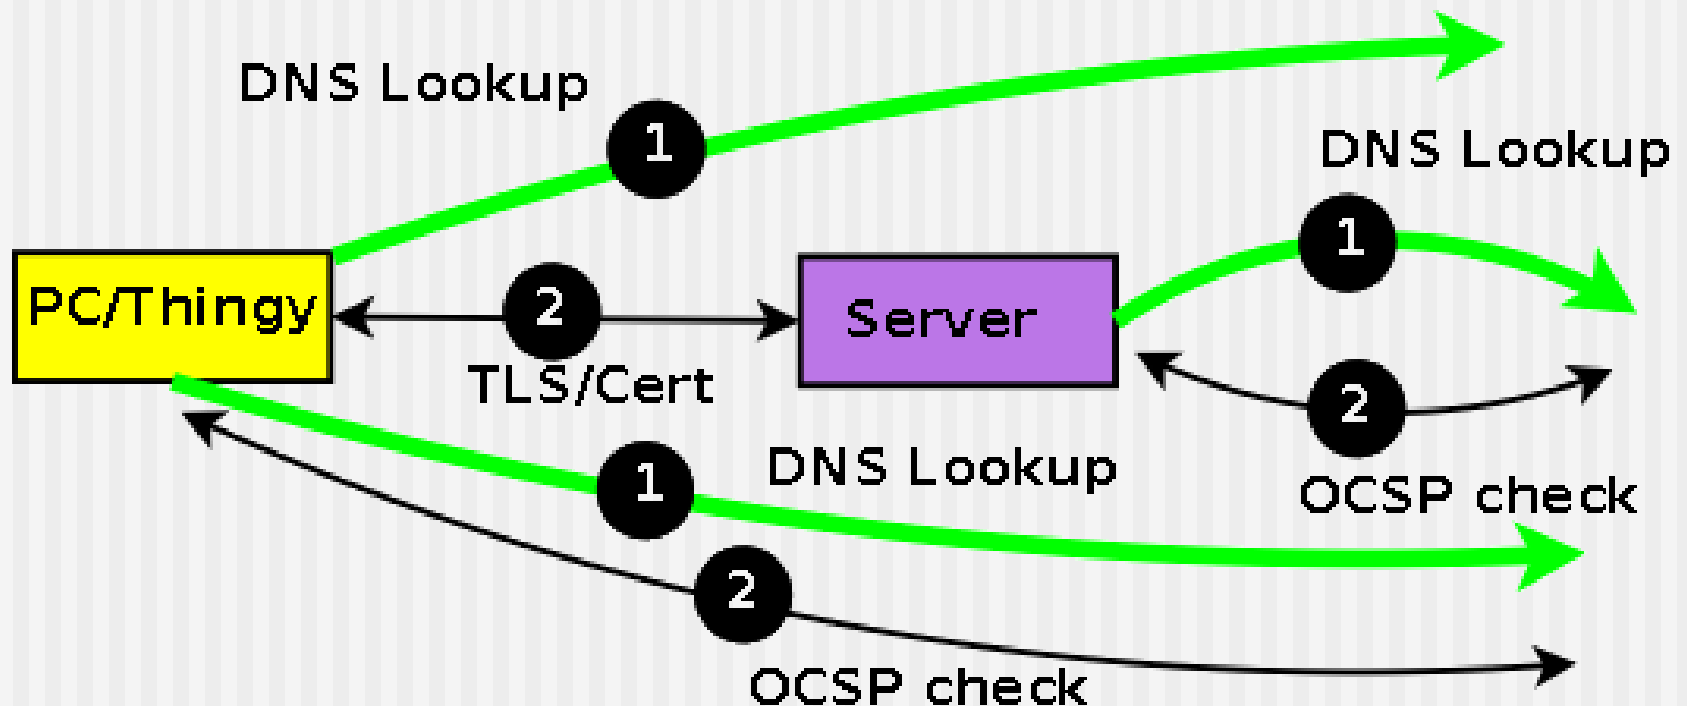 DNS Lookup
1
DNS Lookup
1
PC/Thingy
2
TLS/Cert
Server
2
OCSP check
DNS Lookup
1
2
OCSP check